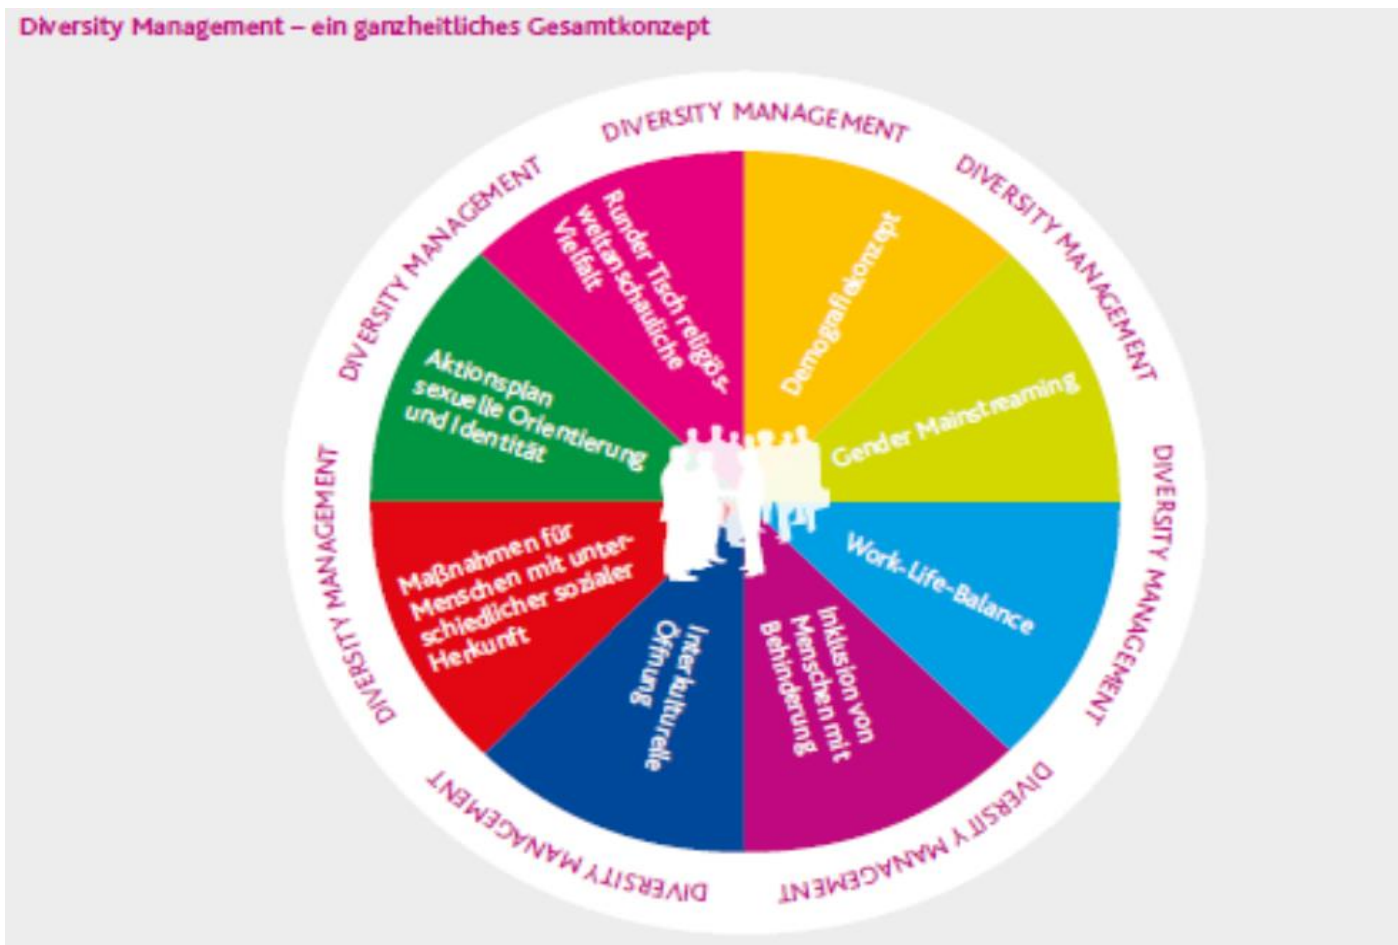 Diversity Management – ein ganzheitliches Gesamtkonzept
DIVERSITY MANAGEMENT
DIVERSITY MANAGEMENT
DIVERSITY MANAGEMENT
DIVERSITY MANAGEMENT
DIVERSITY MANAGEMENT
DIVERSITY MANAGEMENT
DIVERSITY MANAGEMENT
Demografiekonzept
Gender Mainstreaming
Work-Life-Balance
Inklusion von
Menschen mit
Behinderung
Interkulturelle
Öffnung
Maßnahmen für
Menschen mit unter-
schiedlicher sozialer
Herkunft
Aktionsplan
sexuelle Orientierung
und Identität
Runder Tisch religiös-
weltanschauliche
Vielfalt